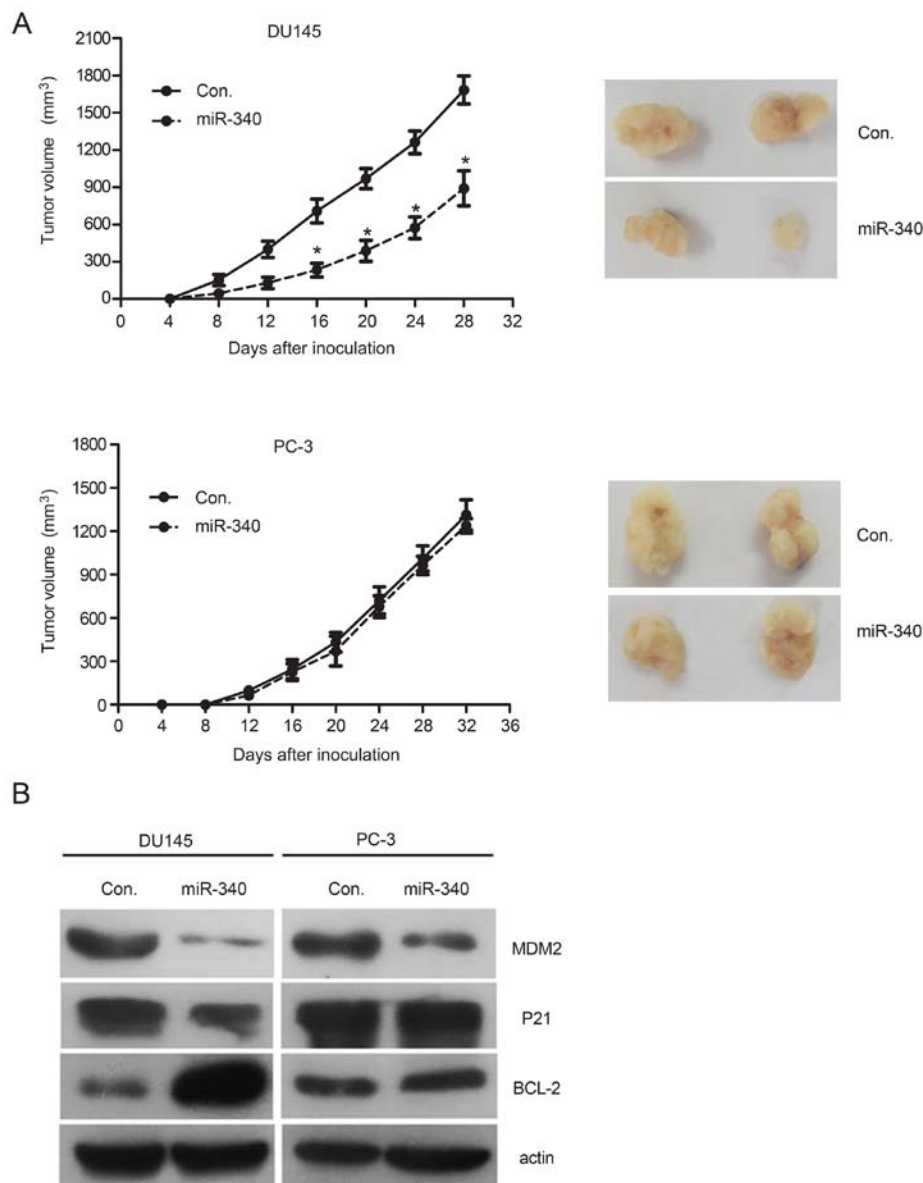 A
DU145
Tumor volume (mm³)
2100
1800
1500
1200
900
600
300
0
Con.
miR-340
*
*
*
*
0 4 8 12 16 20 24 28 32
Days after inoculation
Con.
miR-340
PC-3
Tumor volume (mm³)
1800
1500
1200
900
600
300
0
Con.
miR-340
0 4 8 12 16 20 24 28 32 36
Days after inoculation
Con.
miR-340
B
DU145 PC-3
Con. miR-340 Con. miR-340
MDM2
P21
BCL-2
actin